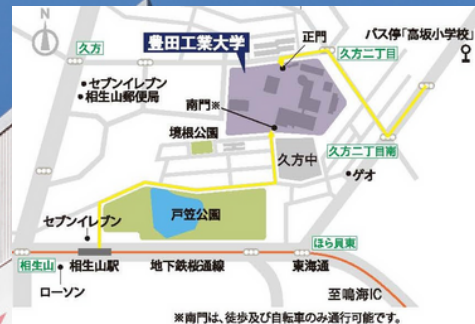 N
久方
豊田工業大学
正門
バス停「高坂小学校」
久方二丁目
セブンイレブン
相生山郵便局
南門※
境根公園
久方中
久方二丁目南
ゲオ
戸笠公園
セブンイレブン
ほら貝東
相生山
相生山駅
地下鉄桜通線
東海通
ローソン
至鳴海IC
※南門は、徒歩及び自転車のみ通行可能です。